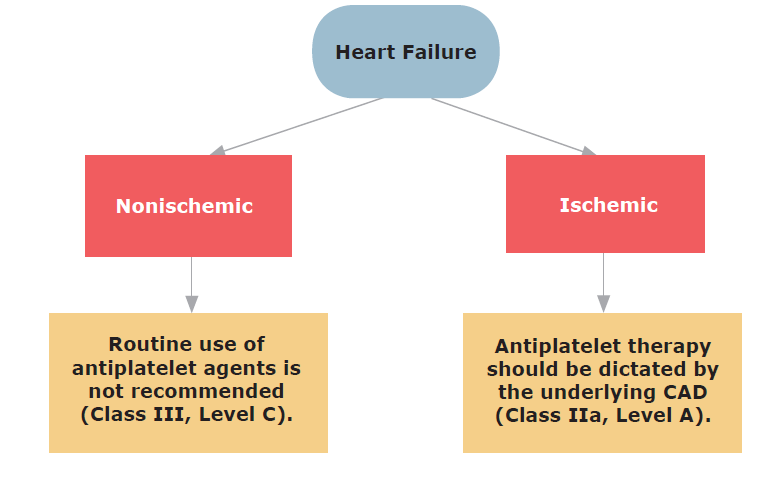 Heart Failure
Nonischemic
Ischemic
Routine use of
antiplatelet agents is
not recommended
(Class III, Level C).
Antiplatelet therapy
should be dictated by
the underlying CAD
(Class IIa, Level A).